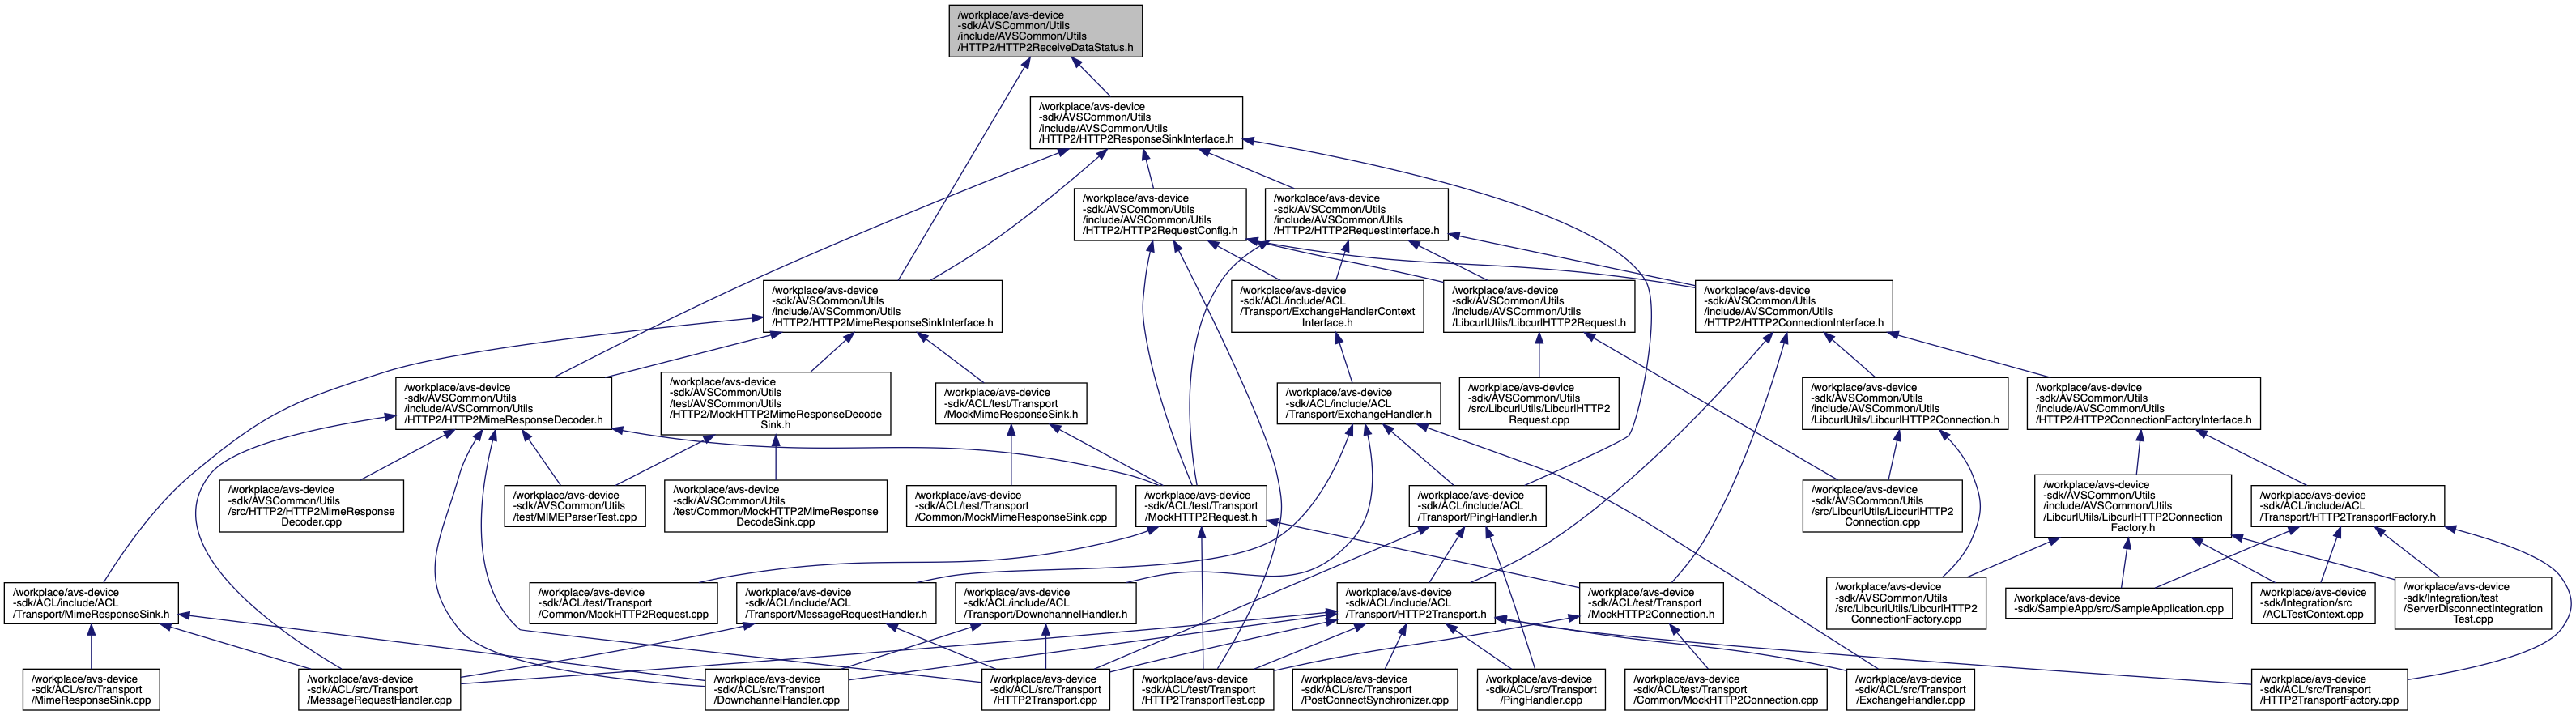 /workplace/avs-device
-sdk/AVSCommon/Utils
/include/AVSCommon/Utils
/HTTP2/HTTP2ReceiveDataStatus.h
/workplace/avs-device
-sdk/AVSCommon/Utils
/include/AVSCommon/Utils
/HTTP2/HTTP2ResponseSinkInterface.h
/workplace/avs-device
-sdk/AVSCommon/Utils
/include/AVSCommon/Utils
/HTTP2/HTTP2RequestConfig.h
/workplace/avs-device
-sdk/AVSCommon/Utils
/include/AVSCommon/Utils
/HTTP2/HTTP2RequestInterface.h
/workplace/avs-device
-sdk/AVSCommon/Utils
/include/AVSCommon/Utils
/HTTP2/HTTP2MimeResponseSinkInterface.h
/workplace/avs-device
-sdk/ACL/include/ACL
/Transport/ExchangeHandlerContext
Interface.h
/workplace/avs-device
-sdk/AVSCommon/Utils
/include/AVSCommon/Utils
/LibcurlUtils/LibcurlHTTP2Request.h
/workplace/avs-device
-sdk/AVSCommon/Utils
/include/AVSCommon/Utils
/HTTP2/HTTP2ConnectionInterface.h
/workplace/avs-device
-sdk/AVSCommon/Utils
/include/AVSCommon/Utils
/HTTP2/HTTP2MimeResponseDecoder.h
/workplace/avs-device
-sdk/AVSCommon/Utils
/test/AVSCommon/Utils
/HTTP2/MockHTTP2MimeResponseDecode
Sink.h
/workplace/avs-device
-sdk/ACL/test/Transport
/MockMimeResponseSink.h
/workplace/avs-device
-sdk/ACL/include/ACL
/Transport/ExchangeHandler.h
/workplace/avs-device
-sdk/AVSCommon/Utils
/src/LibcurlUtils/LibcurlHTTP2
Request.cpp
/workplace/avs-device
-sdk/AVSCommon/Utils
/include/AVSCommon/Utils
/LibcurlUtils/LibcurlHTTP2Connection.h
/workplace/avs-device
-sdk/AVSCommon/Utils
/include/AVSCommon/Utils
/HTTP2/HTTP2ConnectionFactoryInterface.h
/workplace/avs-device
-sdk/AVSCommon/Utils
/src/HTTP2/HTTP2MimeResponse
Decoder.cpp
/workplace/avs-device
-sdk/AVSCommon/Utils
/test/MIMEParserTest.cpp
/workplace/avs-device
-sdk/AVSCommon/Utils
/test/Common/MockHTTP2MimeResponse
DecodeSink.cpp
/workplace/avs-device
-sdk/ACL/test/Transport
/Common/MockMimeResponseSink.cpp
/workplace/avs-device
-sdk/ACL/test/Transport
/MockHTTP2Request.h
/workplace/avs-device
-sdk/ACL/include/ACL
/Transport/PingHandler.h
/workplace/avs-device
-sdk/AVSCommon/Utils
/src/LibcurlUtils/LibcurlHTTP2
Connection.cpp
/workplace/avs-device
-sdk/AVSCommon/Utils
/include/AVSCommon/Utils
/LibcurlUtils/LibcurlHTTP2Connection
Factory.h
/workplace/avs-device
-sdk/ACL/include/ACL
/Transport/HTTP2TransportFactory.h
/workplace/avs-device
-sdk/ACL/include/ACL
/Transport/MimeResponseSink.h
/workplace/avs-device
-sdk/ACL/test/Transport
/Common/MockHTTP2Request.cpp
/workplace/avs-device
-sdk/ACL/include/ACL
/Transport/MessageRequestHandler.h
/workplace/avs-device
-sdk/ACL/include/ACL
/Transport/DownchannelHandler.h
/workplace/avs-device
-sdk/ACL/include/ACL
/Transport/HTTP2Transport.h
/workplace/avs-device
-sdk/ACL/test/Transport
/MockHTTP2Connection.h
/workplace/avs-device
-sdk/AVSCommon/Utils
/src/LibcurlUtils/LibcurlHTTP2
ConnectionFactory.cpp
/workplace/avs-device
-sdk/SampleApp/src/SampleApplication.cpp
/workplace/avs-device
-sdk/Integration/src
/ACLTestContext.cpp
/workplace/avs-device
-sdk/Integration/test
/ServerDisconnectIntegration
Test.cpp
/workplace/avs-device
-sdk/ACL/src/Transport
/MimeResponseSink.cpp
/workplace/avs-device
-sdk/ACL/src/Transport
/MessageRequestHandler.cpp
/workplace/avs-device
-sdk/ACL/src/Transport
/DownchannelHandler.cpp
/workplace/avs-device
-sdk/ACL/src/Transport
/HTTP2Transport.cpp
/workplace/avs-device
-sdk/ACL/test/Transport
/HTTP2TransportTest.cpp
/workplace/avs-device
-sdk/ACL/src/Transport
/PostConnectSynchronizer.cpp
/workplace/avs-device
-sdk/ACL/src/Transport
/PingHandler.cpp
/workplace/avs-device
-sdk/ACL/test/Transport
/Common/MockHTTP2Connection.cpp
/workplace/avs-device
-sdk/ACL/src/Transport
/ExchangeHandler.cpp
/workplace/avs-device
-sdk/ACL/src/Transport
/HTTP2TransportFactory.cpp